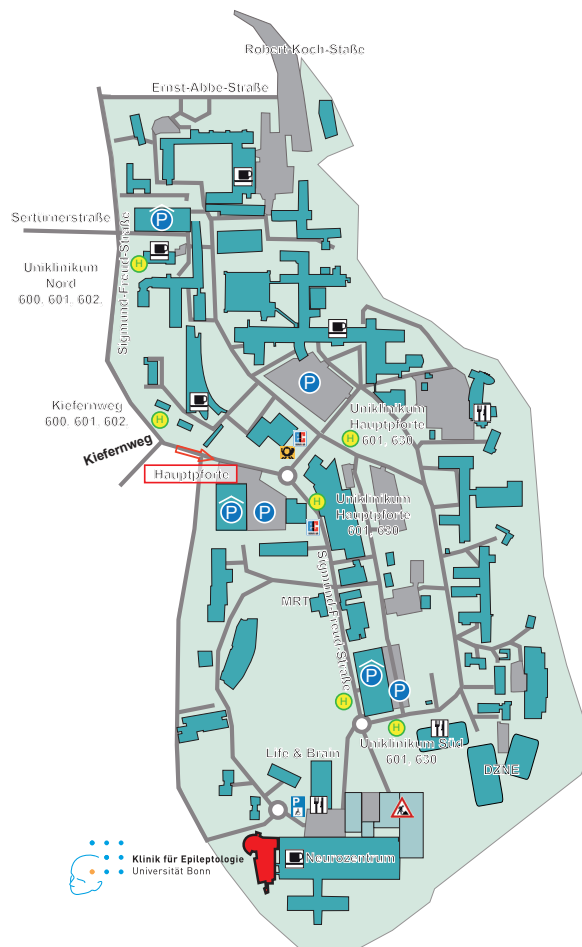 Robert-Koch-Staße
Ernst-Abbe-Straße
Sertürnerstraße
P
H
Uniklinikum
Nord
600. 601. 602.
Sigmund-Freud-Straße
P
Kiefernweg
600. 601. 602.
H
Uniklinikum
Hauptpforte
601, 630
H
Kiefernweg
Hauptpforte
P
P
H
Uniklinikum
Hauptpforte
601, 630
Sigmund-Freud-Straße
MRT
P
P
H
H
Uniklinikum Süd
601, 630
DZNE
Life & Brain
P
Neurozentrum
Klinik für Epileptologie
Universität Bonn